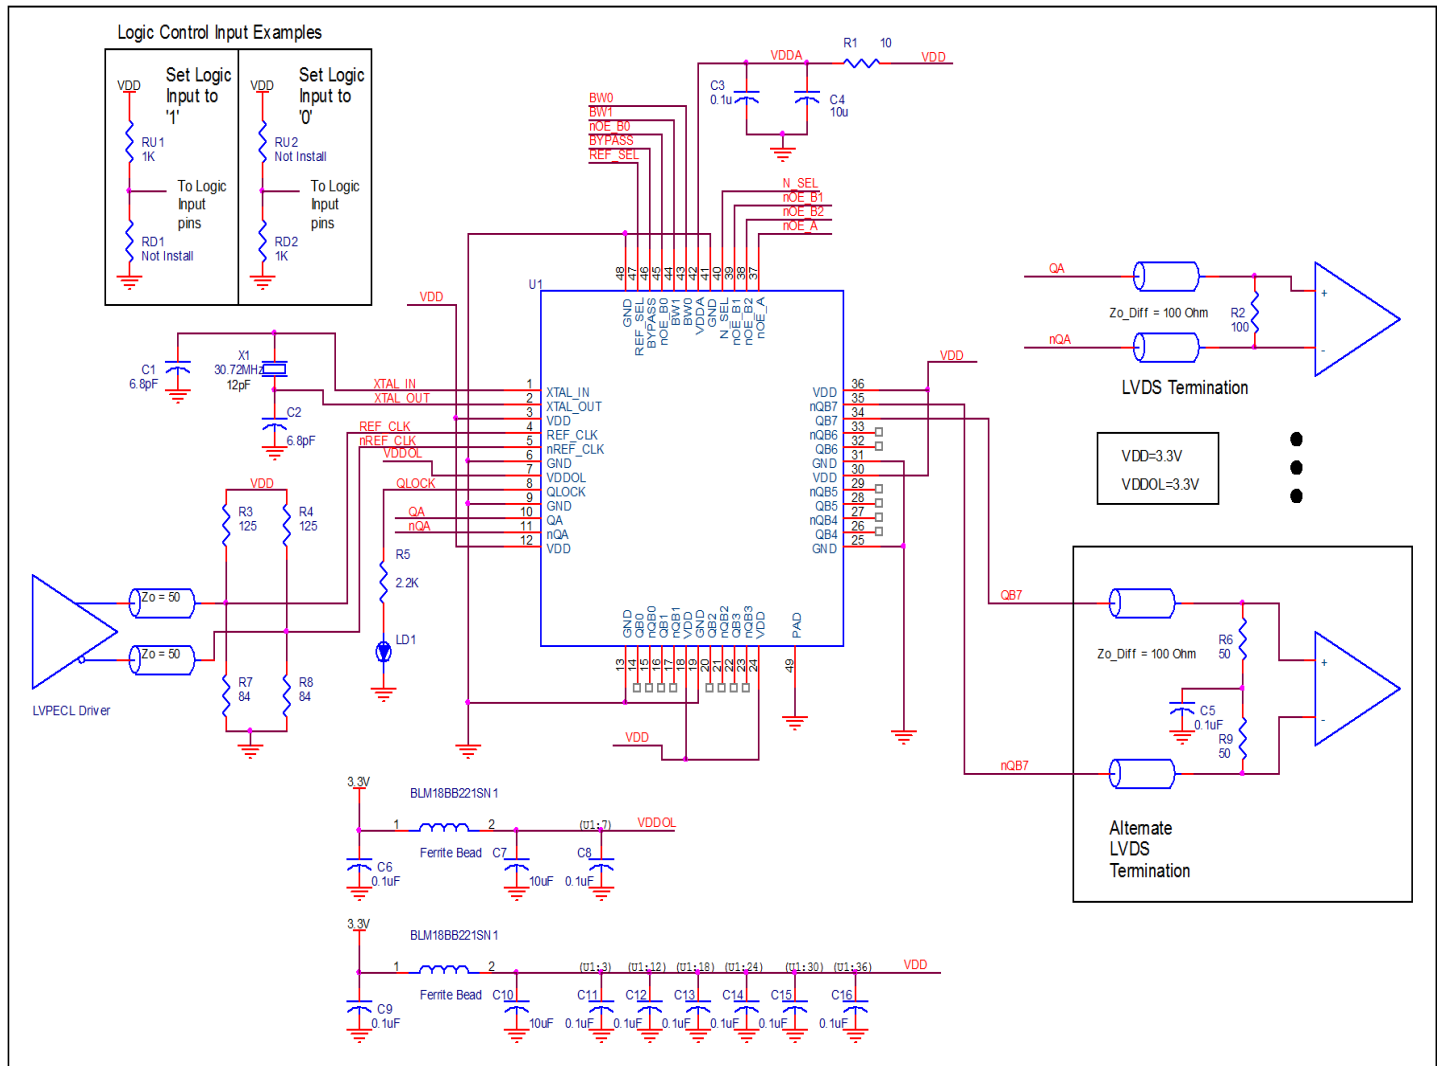 Logic Control Input Examples
VDD
Set Logic
Input to
'1'
RU1
1K
To Logic
Input
pins
RD1
Not Install
VDD
Set Logic
Input to
'0'
RU2
Not Install
To Logic
Input
pins
RD2
1K
VDDA
R1 10
VDD
C3
0.1u
C4
10u
BW0
BW1
nOE_B0
BYPASS
REF_SEL
N_SEL
nOE_B1
nOE_B2
nOE_A
48 47 46 45 44 43 42 41 40 39 38 37
U1
GND REF_SEL BYPASS nOE_B0 BW1 BW0 VDDA GND N_SEL nOE_B1 nOE_B2 nOE_A
VDD
C1
6.8pF
X1
30.72MHz
12pF
C2
6.8pF
XTAL_IN
XTAL_OUT
REF_CLK
nREF_CLK
VDDOL
QLOCK
QA
nQA
1 XTAL_IN
2 XTAL_OUT
3 VDD
4 REF_CLK
5 nREF_CLK
6 GND
7 VDDOL
8 QLOCK
9 GND
10 QA
11 nQA
12 VDD
VDD 36
nQB7 35
QB7 34
nQB6 33
QB6 32
GND 31
VDD 30
nQB5 29
QB5 28
nQB4 27
QB4 26
GND 25
VDD
GND QB0 nQB0 QB1 nQB1 VDD GND QB2 nQB2 QB3 nQB3 VDD PAD
13 14 15 16 17 18 19 20 21 22 23 24 49
VDD
VDD
R3
125
R4
125
R5
2.2K
LD1
Zo = 50
Zo = 50
R7
84
R8
84
LVPECL Driver
QA
nQA
Zo_Diff = 100 Ohm
R2
100
+
-
LVDS Termination
VDD=3.3V
VDDOL=3.3V
QB7
nQB7
Zo_Diff = 100 Ohm
R6
50
C5
0.1uF
R9
50
+
-
Alternate
LVDS
Termination
3.3V
BLM18BB221SN1
1 2
(U1:7)
VDDOL
Ferrite Bead
C6
0.1uF
C7
10uF
C8
0.1uF
3.3V
BLM18BB221SN1
1 2
(U1:3) (U1:12) (U1:18) (U1:24) (U1:30) (U1:36)
VDD
Ferrite Bead
C9
0.1uF
C10
10uF
C11
0.1uF
C12
0.1uF
C13
0.1uF
C14
0.1uF
C15
0.1uF
C16
0.1uF